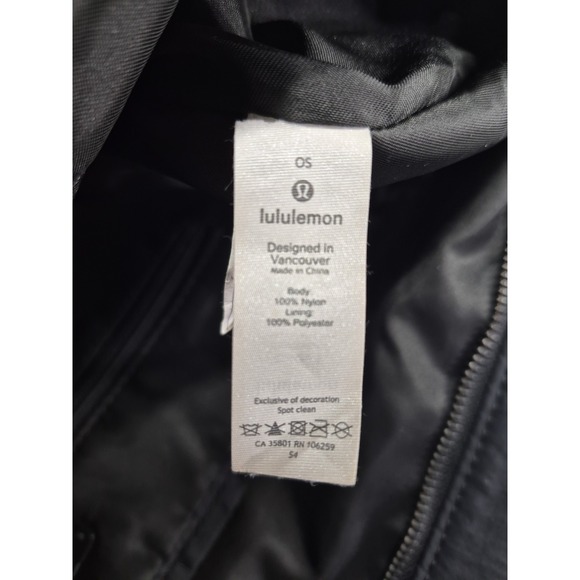 OS
lululemon
Designed in
Vancouver
Made in China
Body:
100% Nylon
Lining:
100% Polyester
Exclusive of decoration
Spot clean
CA 35801 RN 106259
54